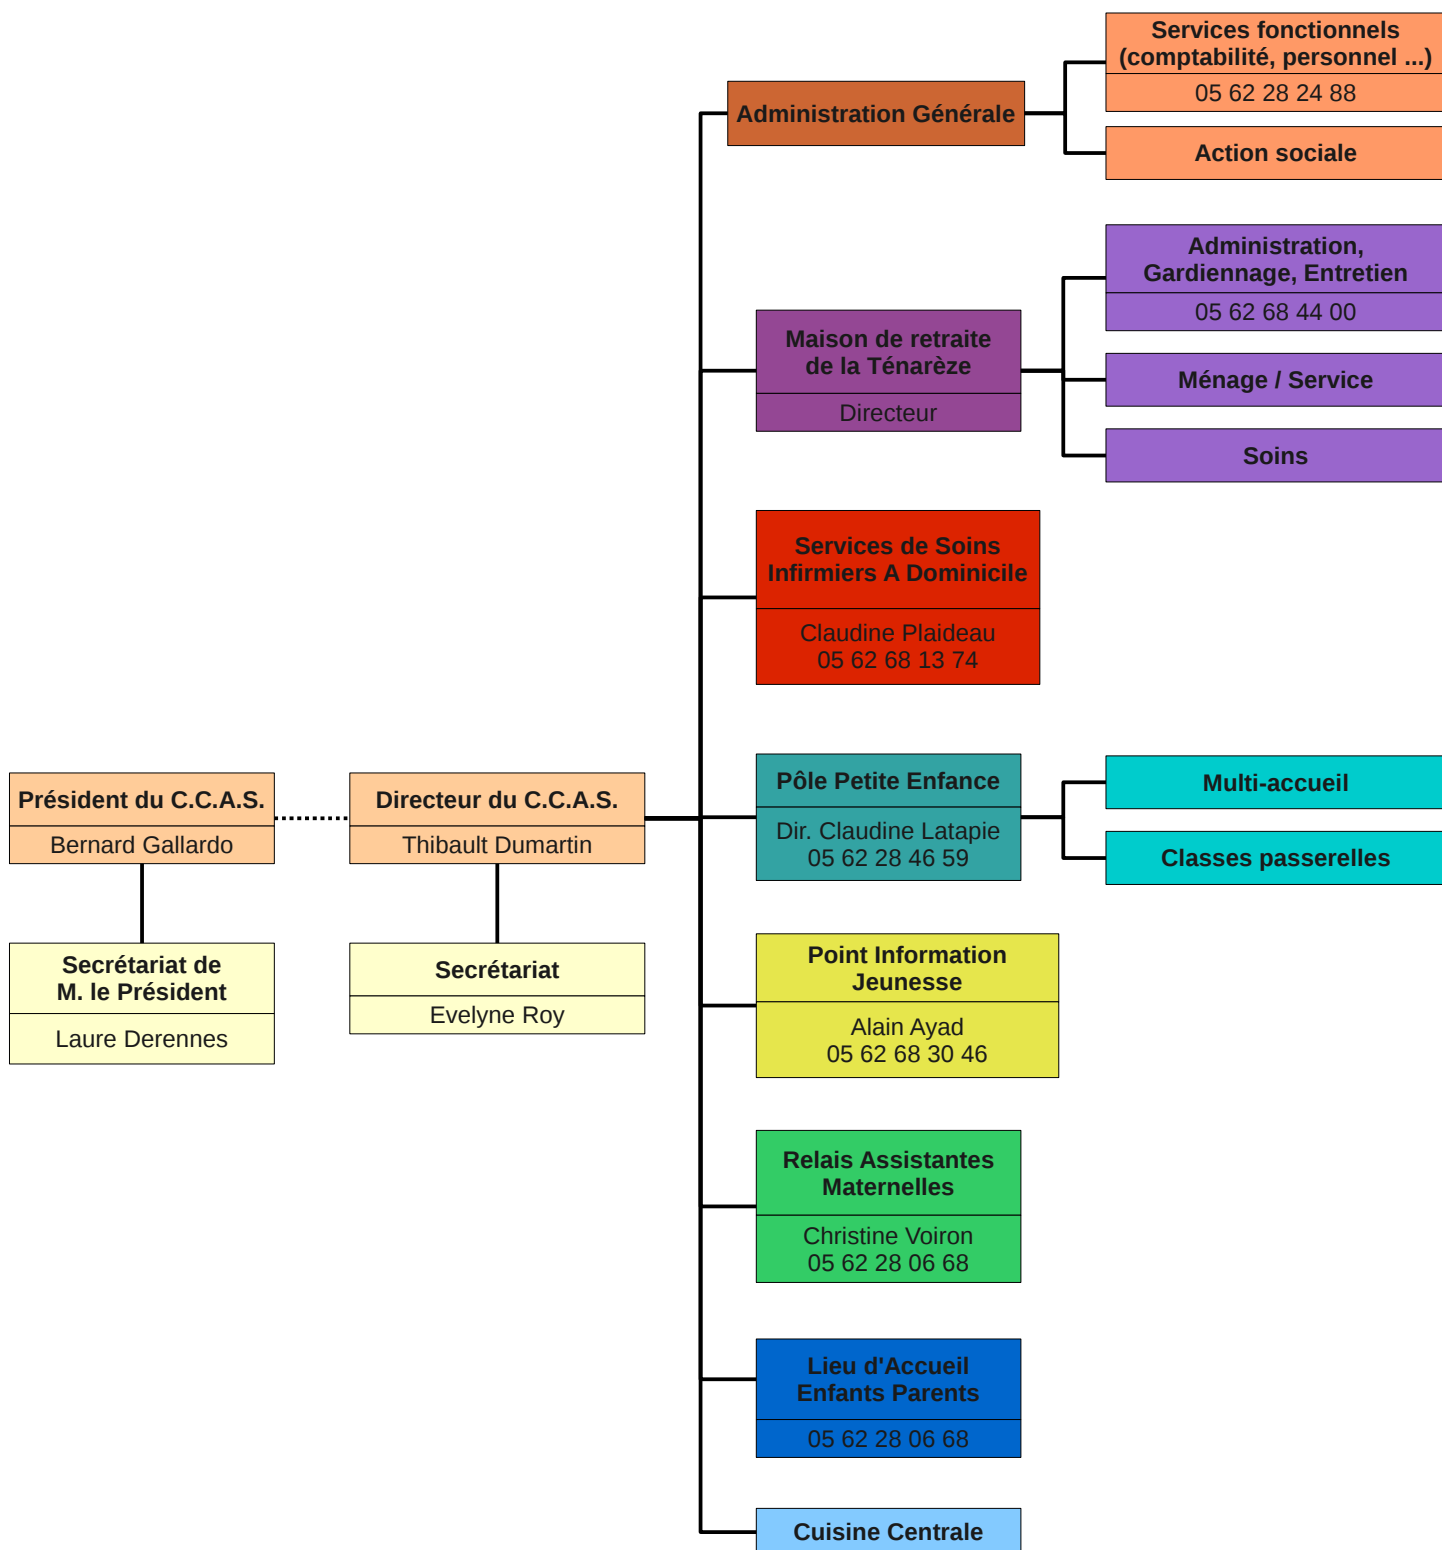 Services fonctionnels
(comptabilité, personnel ...)
05 62 28 24 88
Administration Générale
Action sociale
Administration,
Gardiennage, Entretien
05 62 68 44 00
Maison de retraite
de la Ténarèze
Directeur
Ménage / Service
Soins
Services de Soins
Infirmiers A Dominicile
Claudine Plaideau
05 62 68 13 74
Président du C.C.A.S.
Bernard Gallardo
Directeur du C.C.A.S.
Thibault Dumartin
Pôle Petite Enfance
Dir. Claudine Latapie
05 62 28 46 59
Multi-accueil
Classes passerelles
Secrétariat de
M. le Président
Laure Derennes
Secrétariat
Evelyne Roy
Point Information
Jeunesse
Alain Ayad
05 62 68 30 46
Relais Assistantes
Maternelles
Christine Voiron
05 62 28 06 68
Lieu d'Accueil
Enfants Parents
05 62 28 06 68
Cuisine Centrale